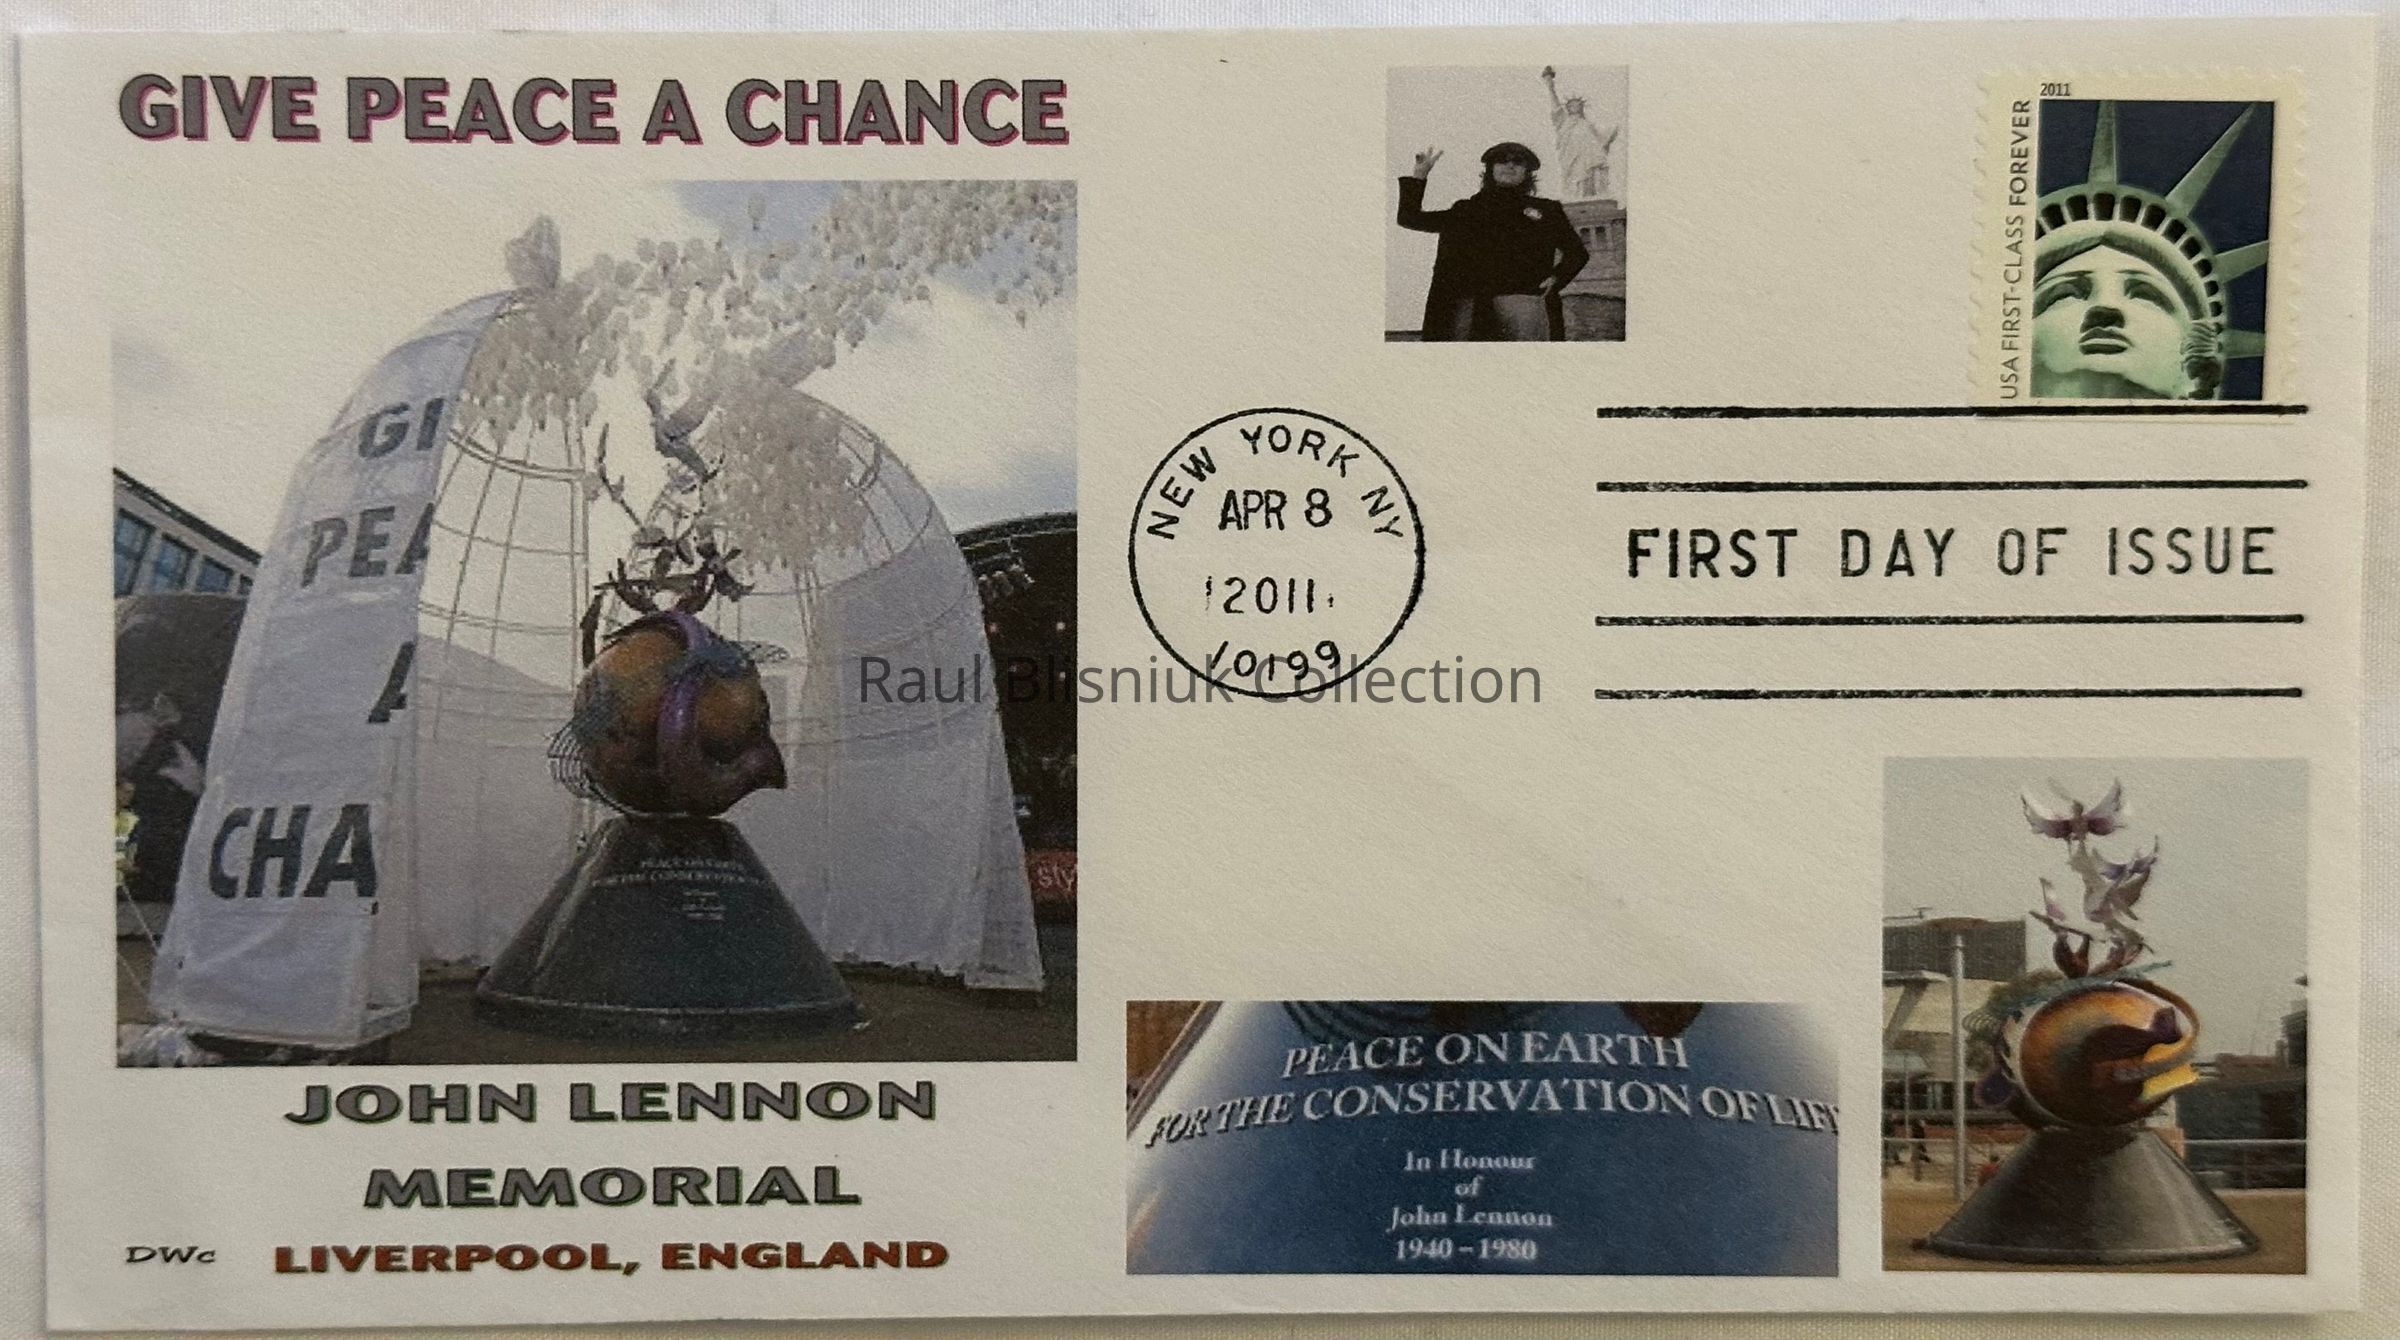 GIVE PEACE A CHANCE
2011
USA FIRST-CLASS FOREVER
GI
PEA
A
CHA
NEW YORK NY
APR 8
2011
10199
FIRST DAY OF ISSUE
Raul Blisniuk Collection
PEACE ON EARTH
FOR THE CONSERVATION OF LIFE
In Honour
of
John Lennon
1940 – 1980
JOHN LENNON
MEMORIAL
DWc
LIVERPOOL, ENGLAND